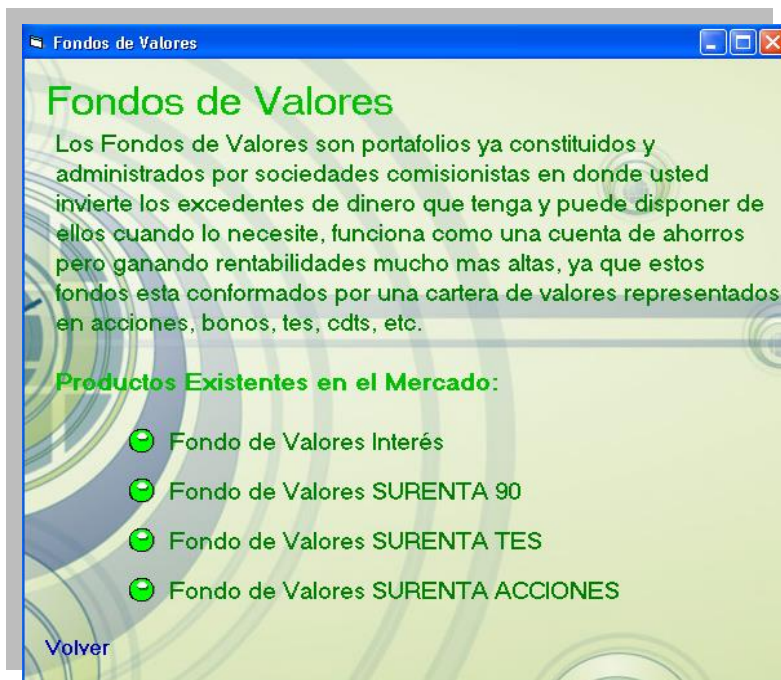 Fondos de Valores
Fondos de Valores
Los Fondos de Valores son portafolios ya constituidos y
administrados por sociedades comisionistas en donde usted
invierte los excedentes de dinero que tenga y puede disponer de
ellos cuando lo necesite, funciona como una cuenta de ahorros
pero ganando rentabilidades mucho mas altas, ya que estos
fondos esta conformados por una cartera de valores representados
en acciones, bonos, tes, cdts, etc.
Productos Existentes en el Mercado:
Fondo de Valores Interés
Fondo de Valores SURENTA 90
Fondo de Valores SURENTA TES
Fondo de Valores SURENTA ACCIONES
Volver